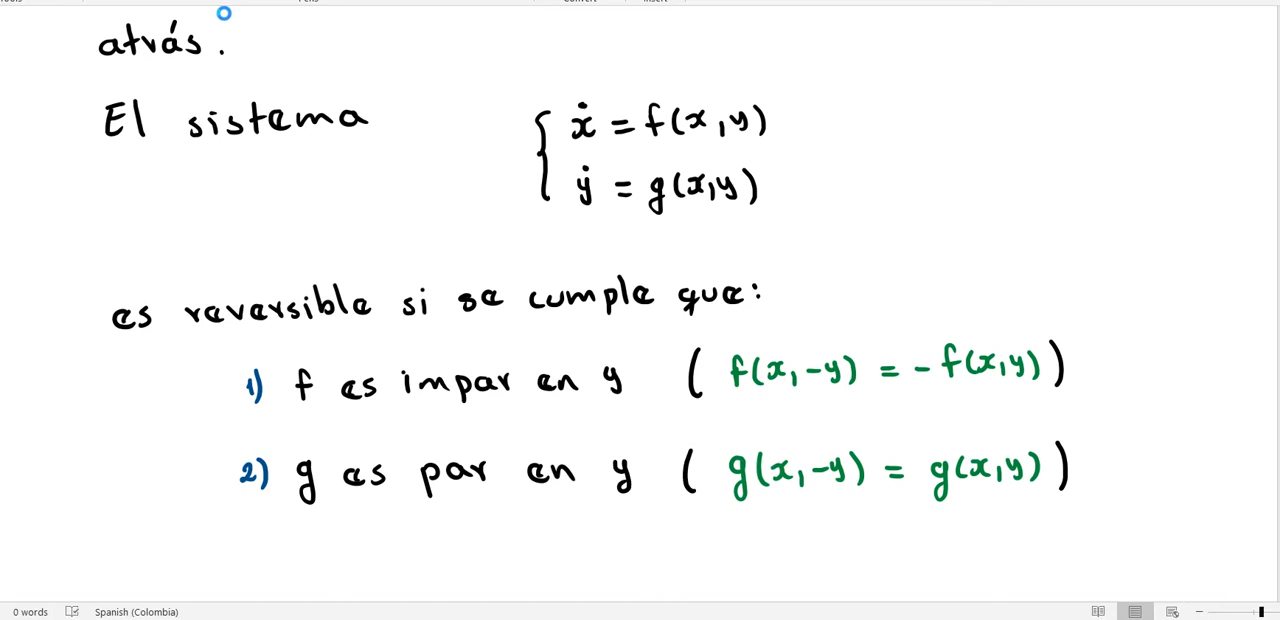 atrás.
El sistema { ẋ = f(x,y)
ẏ = g(x,y)
es reversible si se cumple que:
1) f es impar en y ( f(x,-y) = - f(x,y) )
2) g es par en y ( g(x,-y) = g(x,y) )
0 words Spanish (Colombia)